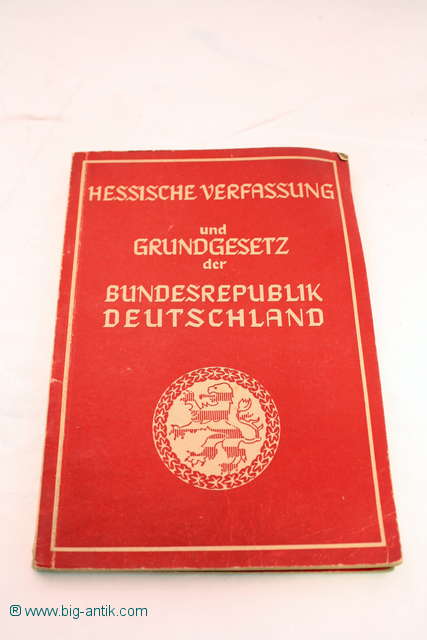 HESSISCHE VERFASSUNG
und
GRUNDGESETZ
der
BUNDESREPUBLIK
DEUTSCHLAND
® www.big-antik.com